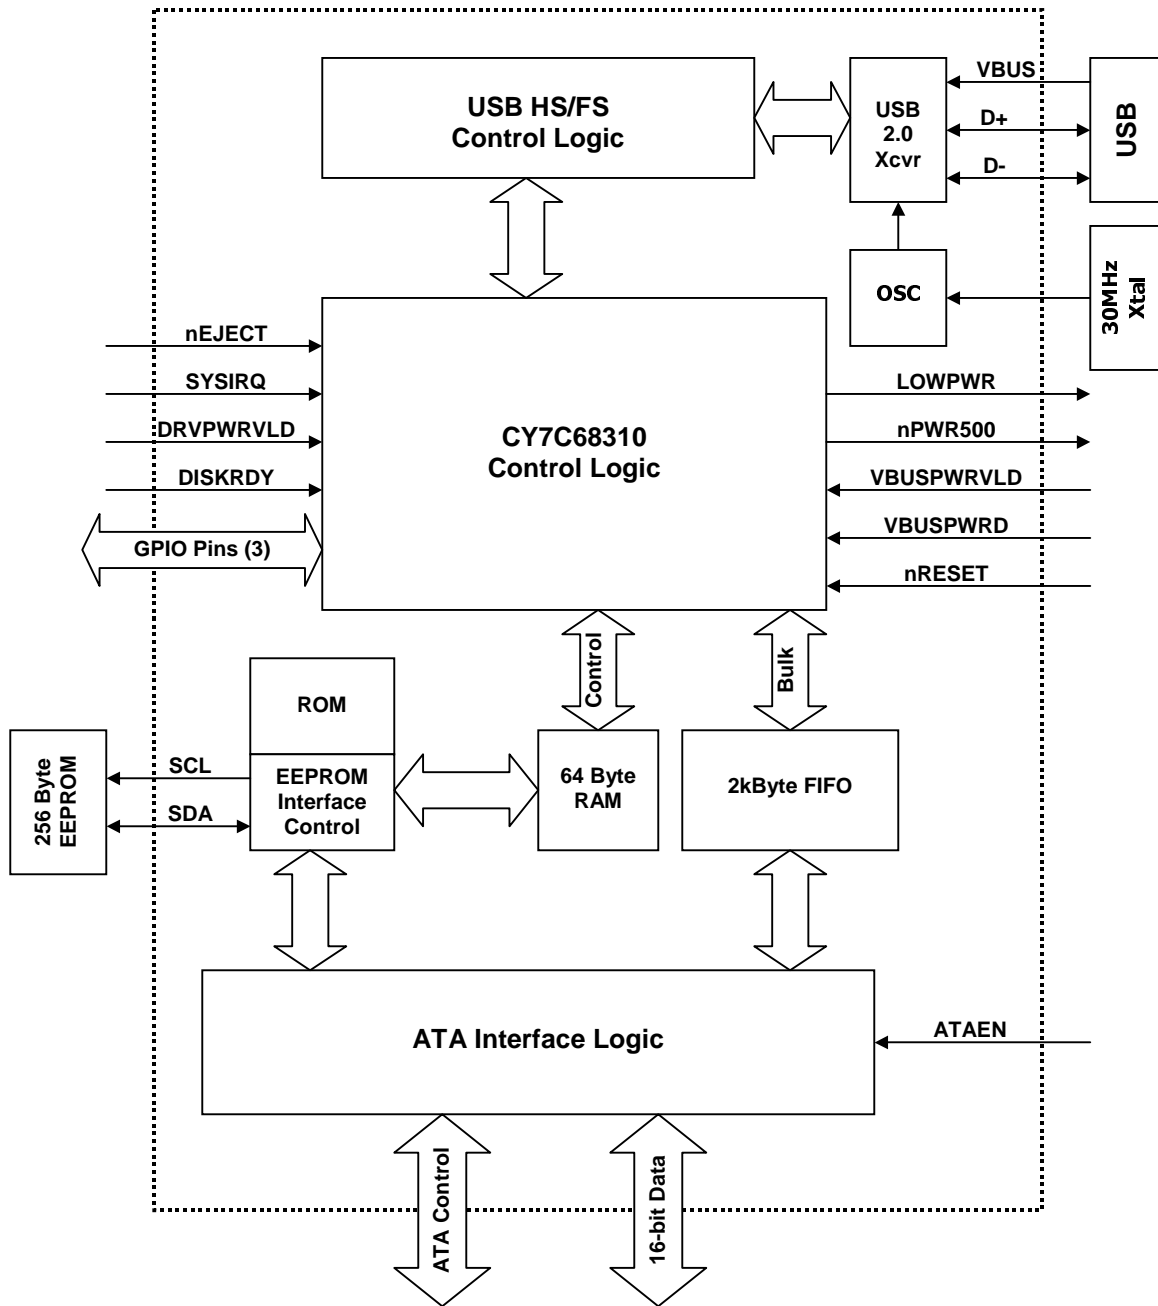 USB HS/FS
Control Logic
USB
2.0
Xcvr
VBUS
D+
D-
USB
OSC
30MHz
Xtal
nEJECT
SYSIRQ
DRVPWRVLD
DISKRDY
GPIO Pins (3)
CY7C68310
Control Logic
LOWPWR
nPWR500
VBUSPWRVLD
VBUSPWRD
nRESET
Control
Bulk
ROM
EEPROM
Interface
Control
256 Byte
EEPROM
SCL
SDA
64 Byte
RAM
2kByte FIFO
ATA Interface Logic
ATAEN
ATA Control
16-bit Data